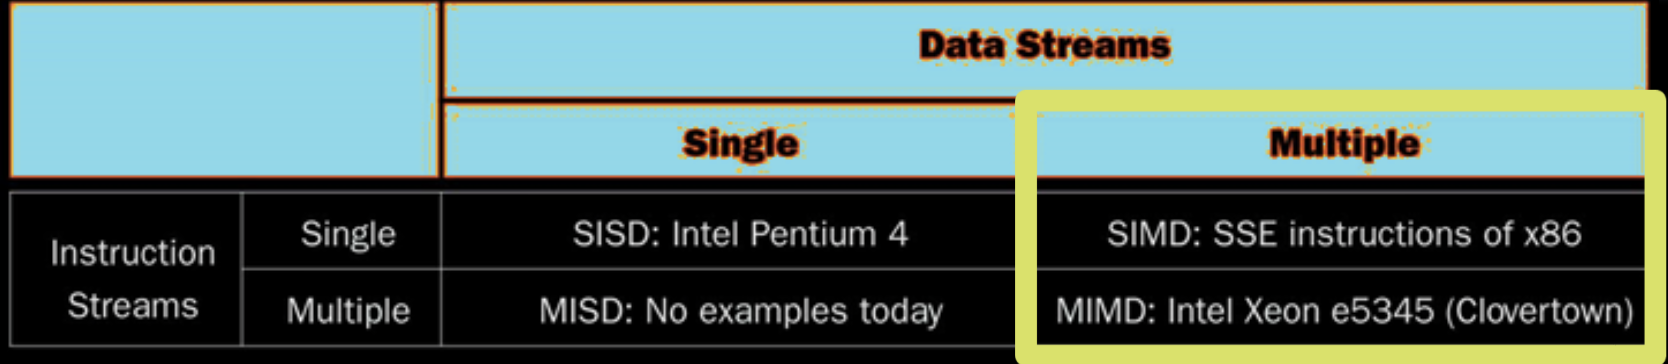 Data Streams
Single
Multiple
Instruction
Streams
Single
SISD: Intel Pentium 4
SIMD: SSE instructions of x86
Multiple
MISD: No examples today
MIMD: Intel Xeon e5345 (Clovertown)